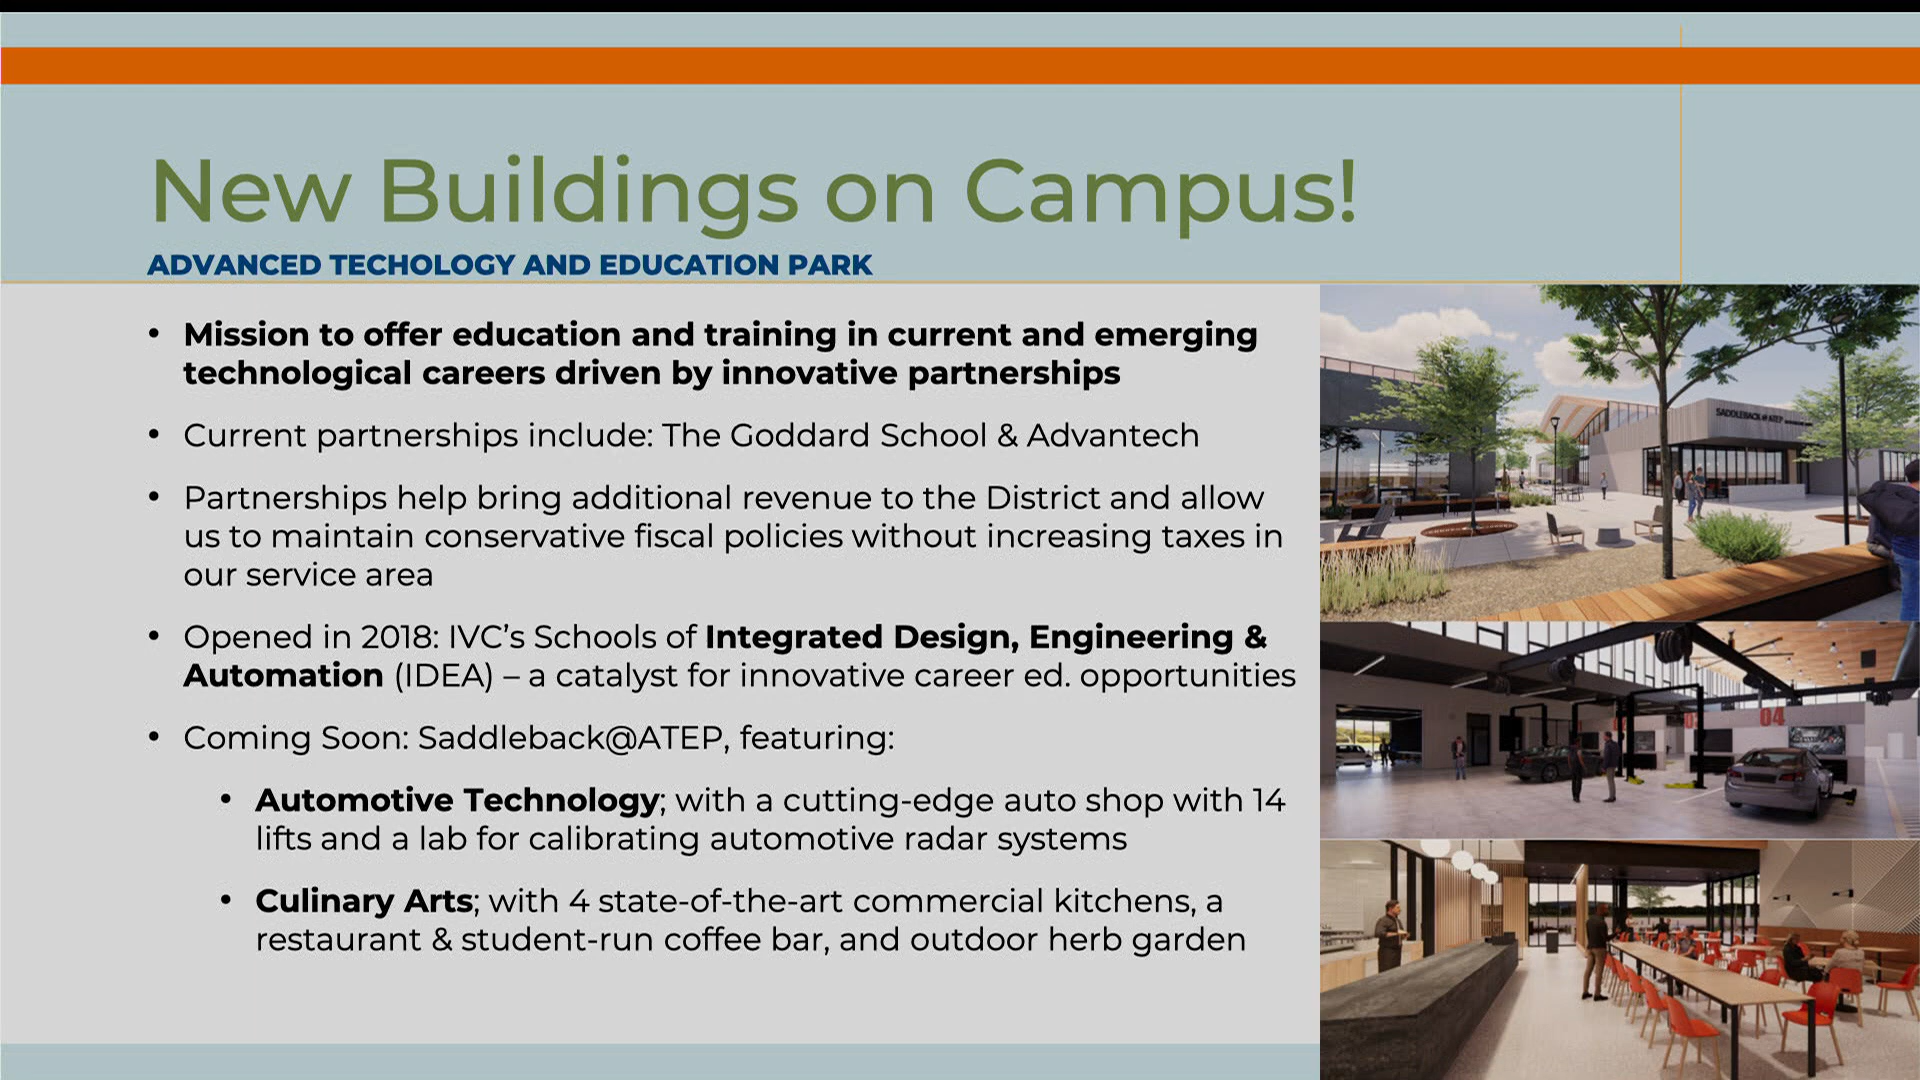 New Buildings on Campus!
ADVANCED TECHOLOGY AND EDUCATION PARK
• Mission to offer education and training in current and emerging
technological careers driven by innovative partnerships
• Current partnerships include: The Goddard School & Advantech
• Partnerships help bring additional revenue to the District and allow
us to maintain conservative fiscal policies without increasing taxes in
our service area
• Opened in 2018: IVC's Schools of Integrated Design, Engineering &
Automation (IDEA) – a catalyst for innovative career ed. opportunities
• Coming Soon: Saddleback@ATEP, featuring:
• Automotive Technology; with a cutting-edge auto shop with 14
lifts and a lab for calibrating automotive radar systems
• Culinary Arts; with 4 state-of-the-art commercial kitchens, a
restaurant & student-run coffee bar, and outdoor herb garden
SADDLEBACK @ ATEP
04